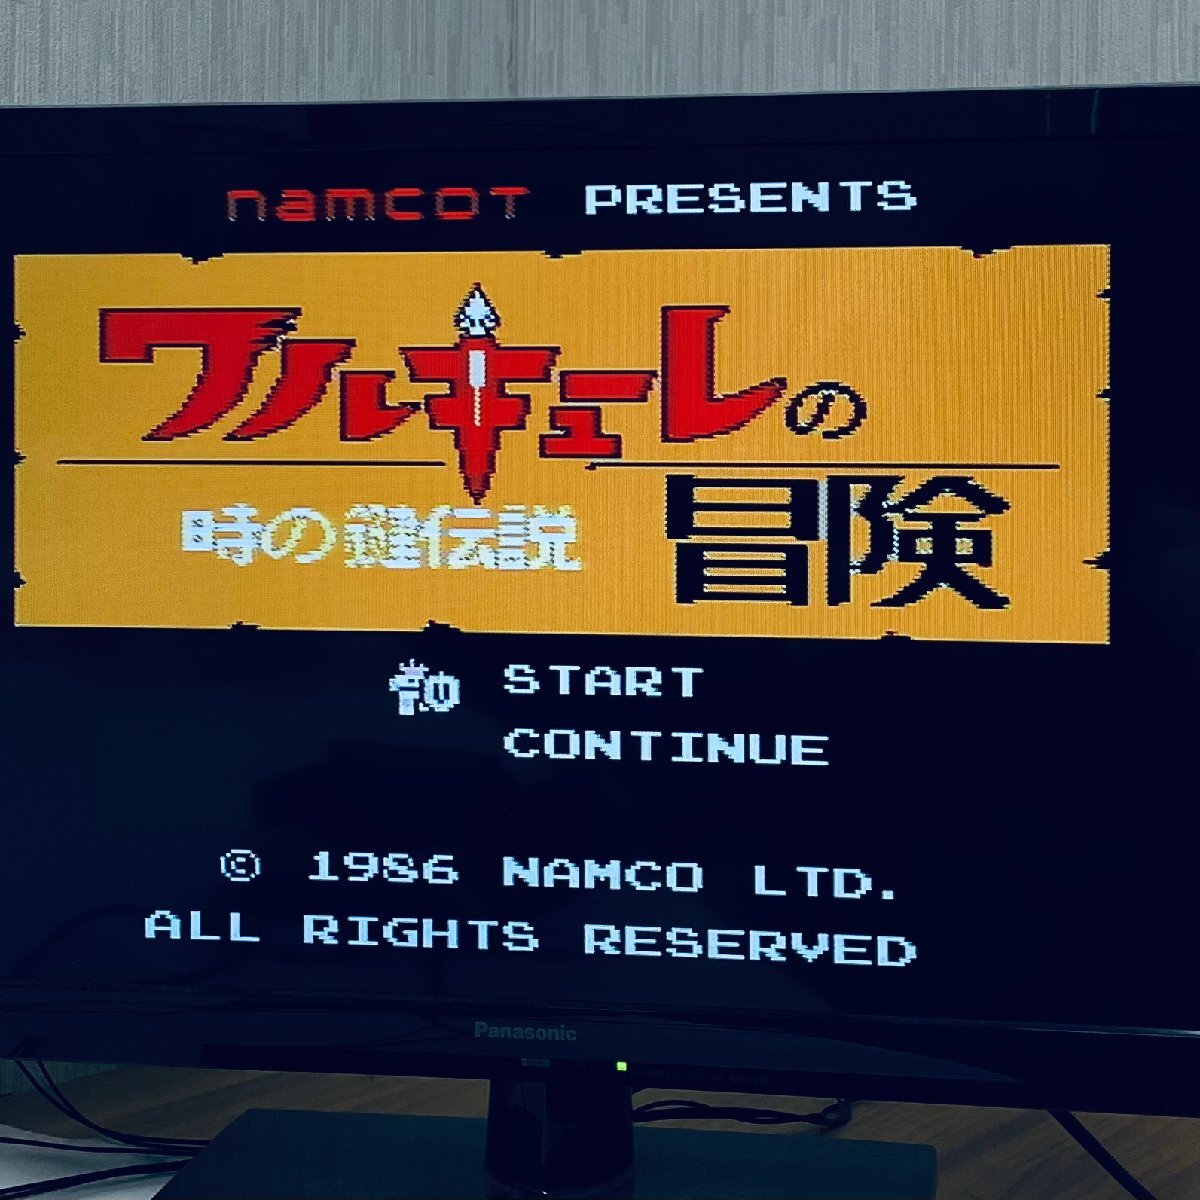 namcot PRESENTS
ワルキューレの
冒険
時の鍵伝説
START
CONTINUE
© 1986 NAMCO LTD.
ALL RIGHTS RESERVED
Panasonic